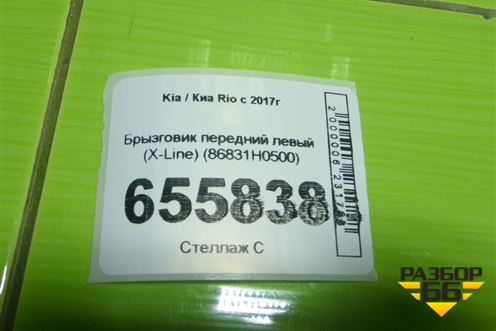 Kia / Киа Rio с 2017г
Брызговик передний левый
(X-Line) (86831H0500)
655838
Стеллаж С
РАЗБОР
66